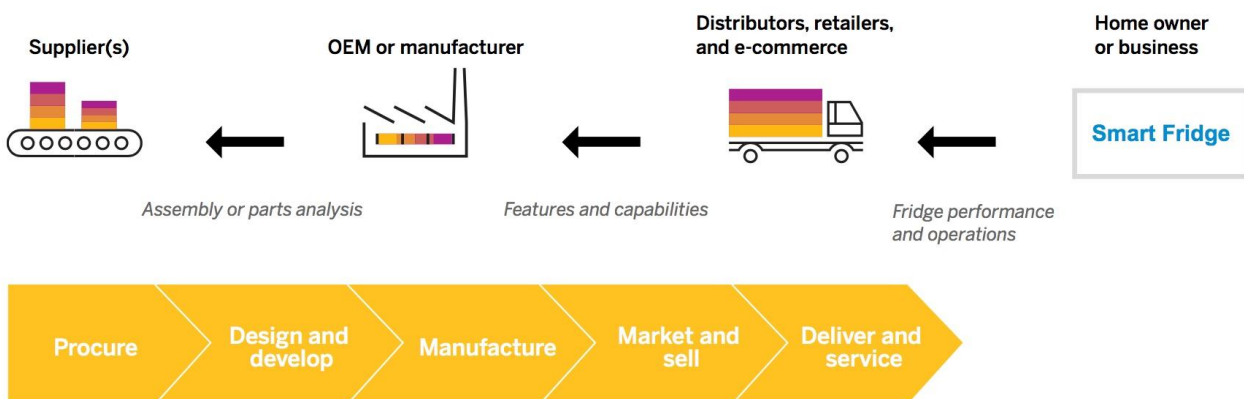 Supplier(s)
OEM or manufacturer
Distributors, retailers,
and e-commerce
Home owner
or business
Smart Fridge
Assembly or parts analysis
Features and capabilities
Fridge performance
and operations
Procure
Design and
develop
Manufacture
Market and
sell
Deliver and
service